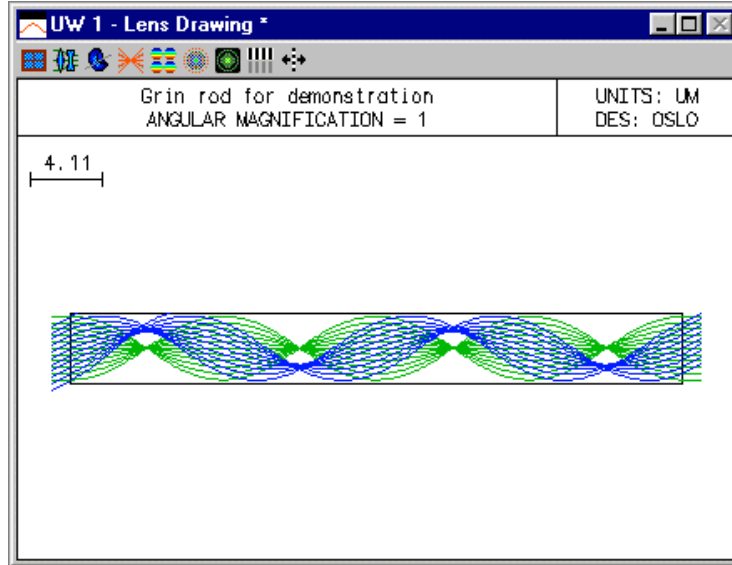 UW 1 - Lens Drawing *
Grin rod for demonstration
ANGULAR MAGNIFICATION = 1
UNITS: UM
DES: OSLO
4.11